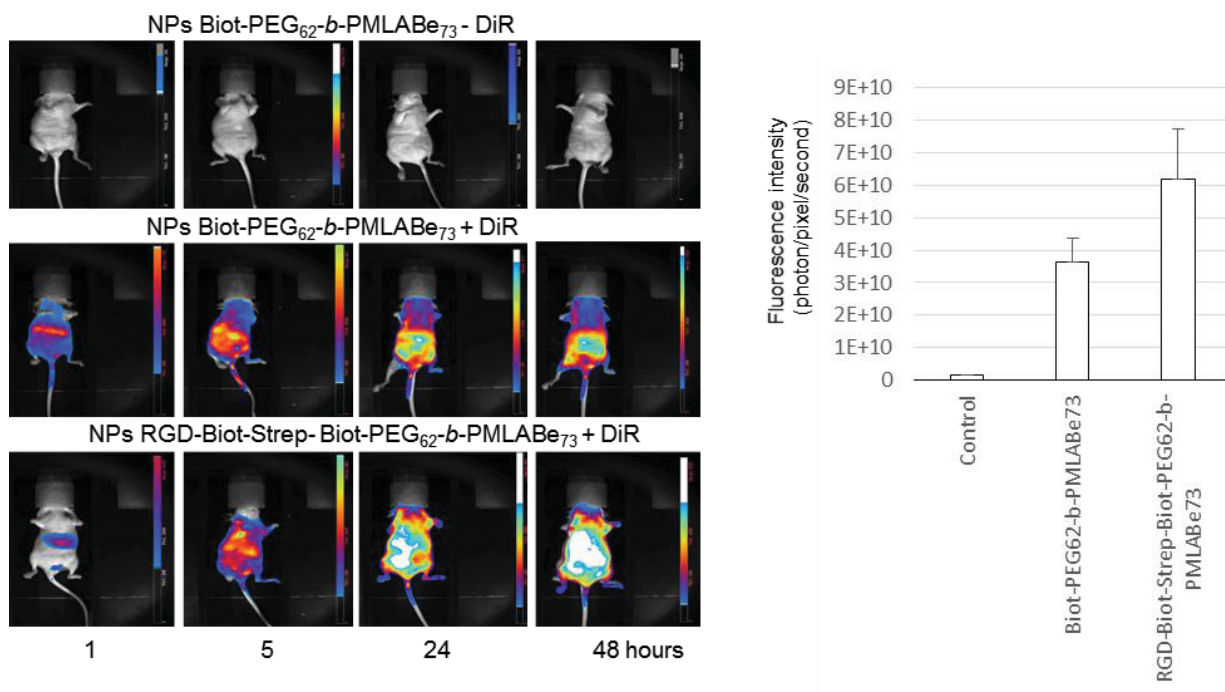 NPs Biot-PEG62-b-PMLABe73 - DiR
NPs Biot-PEG62-b-PMLABe73 + DiR
NPs RGD-Biot-Strep- Biot-PEG62-b-PMLABe73 + DiR
1 5 24 48 hours
Fluorescence intensity
(photon/pixel/second)
9E+10
8E+10
7E+10
6E+10
5E+10
4E+10
3E+10
2E+10
1E+10
0
Control
Biot-PEG62-b-PMLABe73
RGD-Biot-Strep-Biot-PEG62-b-
PMLABe73